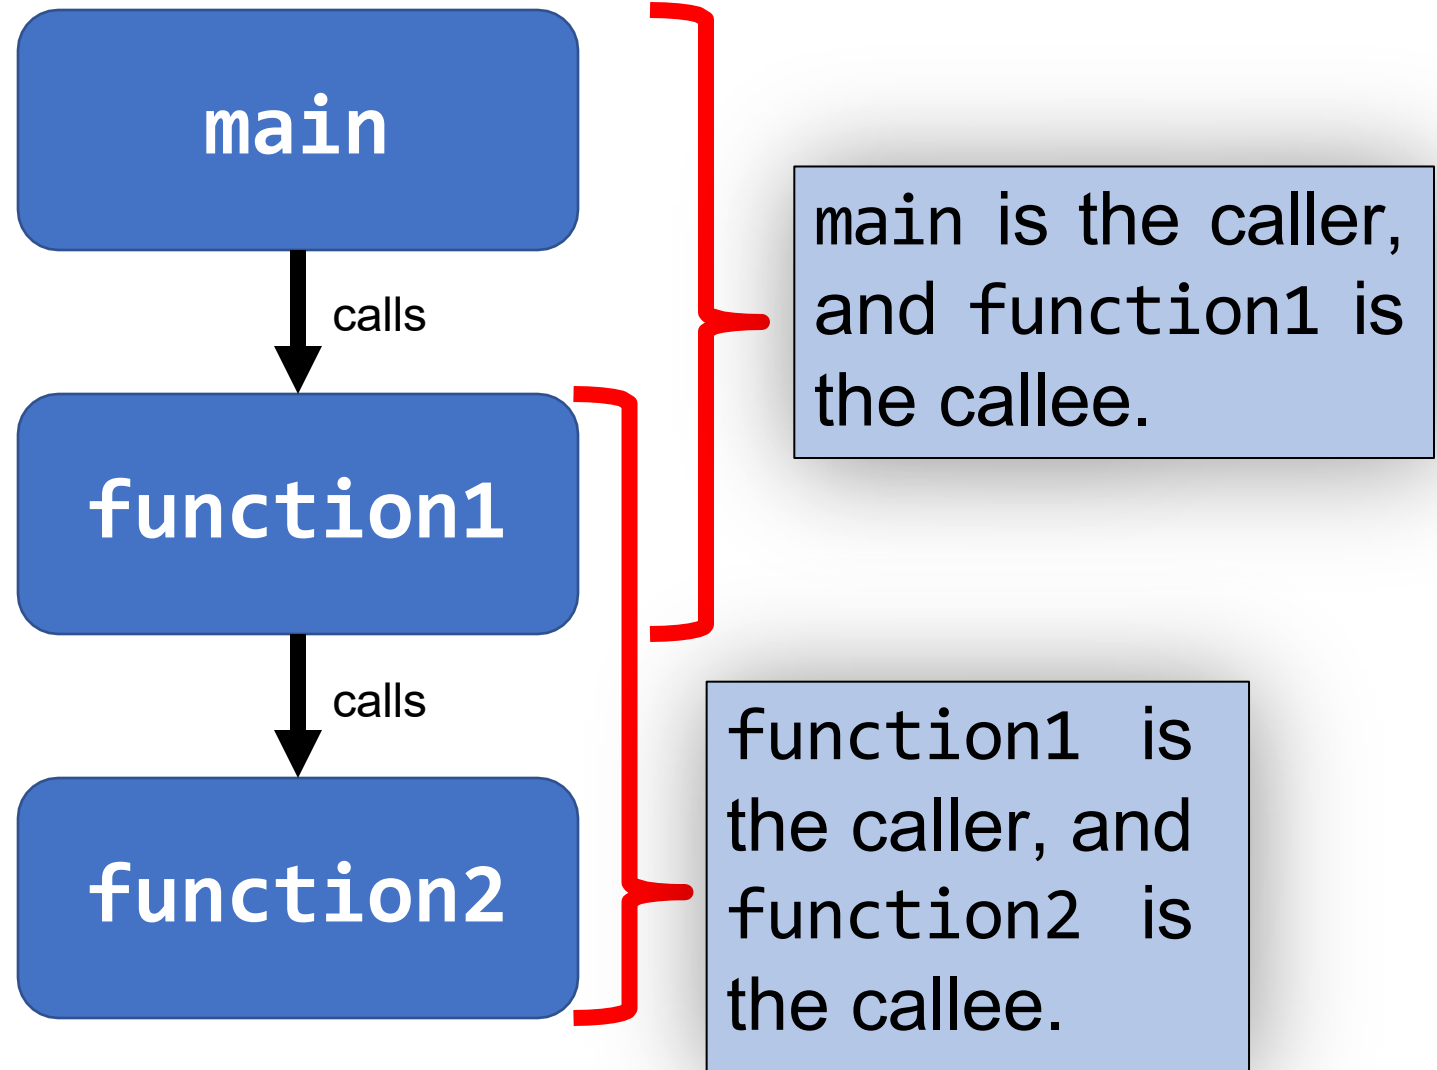 main
calls
function1
calls
function2
main is the caller,
and function1 is
the callee.
function1 is
the caller, and
function2 is
the callee.